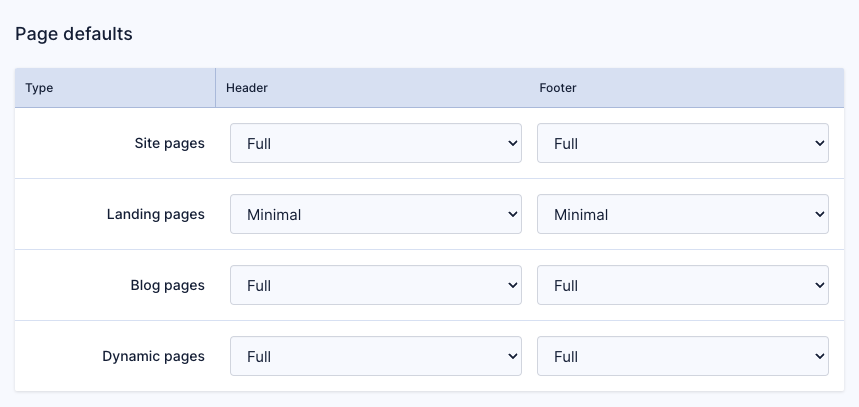 Page defaults
Type Header Footer
Site pages Full Full
Landing pages Minimal Minimal
Blog pages Full Full
Dynamic pages Full Full